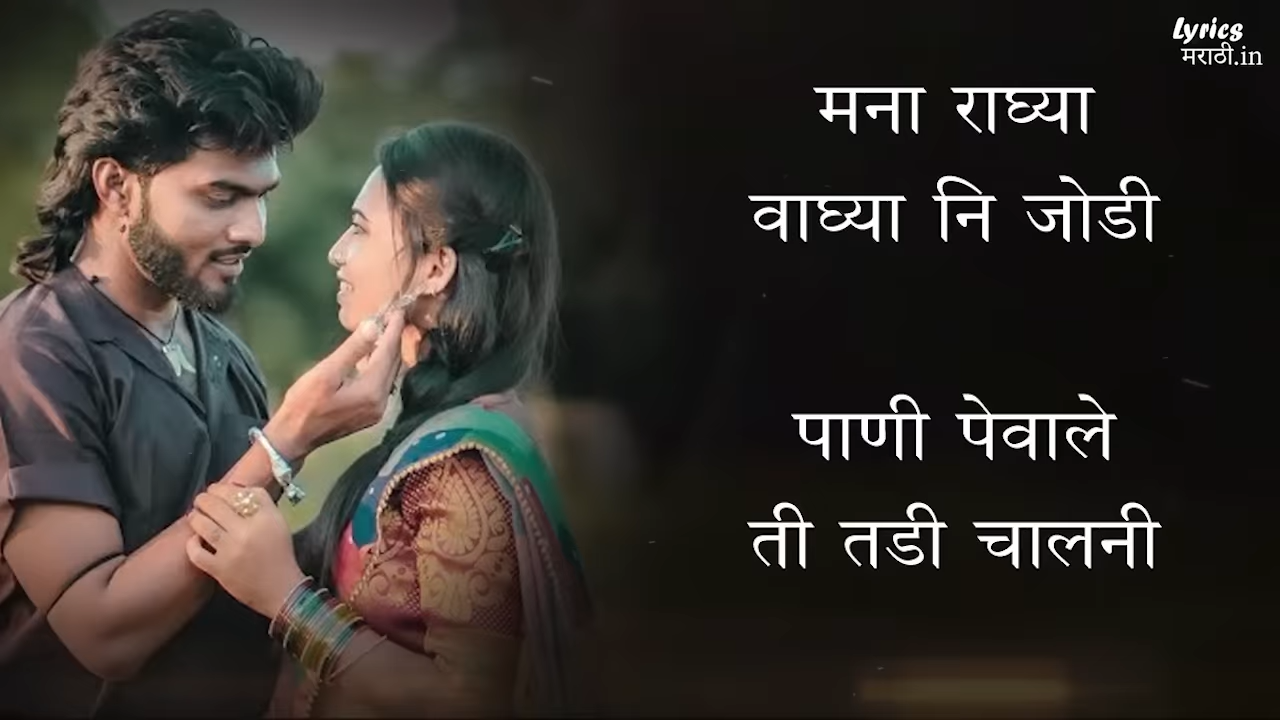 Lyrics
मराठी.in
मना राघ्या
वाघ्या नि जोडी
पाणी पेवाले
ती तडी चालनी